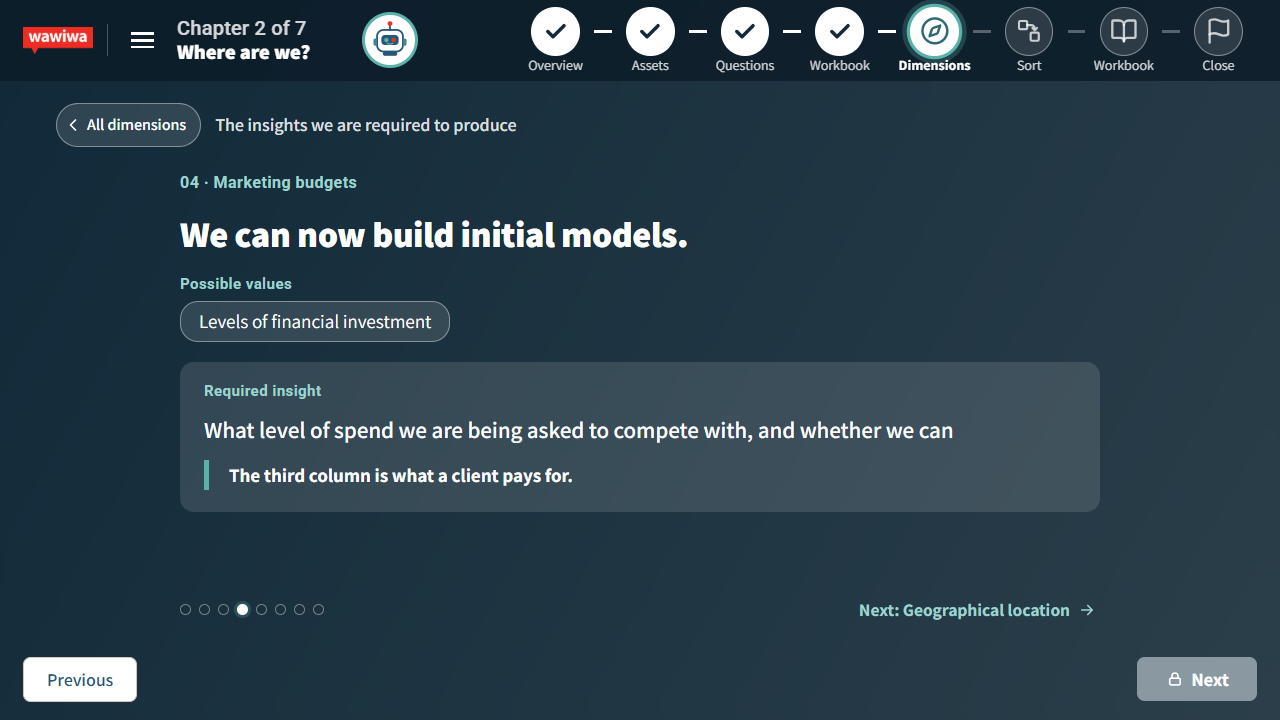 wawiwa
Chapter 2 of 7
Where are we?
Overview
Assets
Questions
Workbook
Dimensions
Sort
Workbook
Close
All dimensions
The insights we are required to produce
04 · Marketing budgets
We can now build initial models.
Possible values
Levels of financial investment
Required insight
What level of spend we are being asked to compete with, and whether we can
The third column is what a client pays for.
Next: Geographical location
Previous
Next